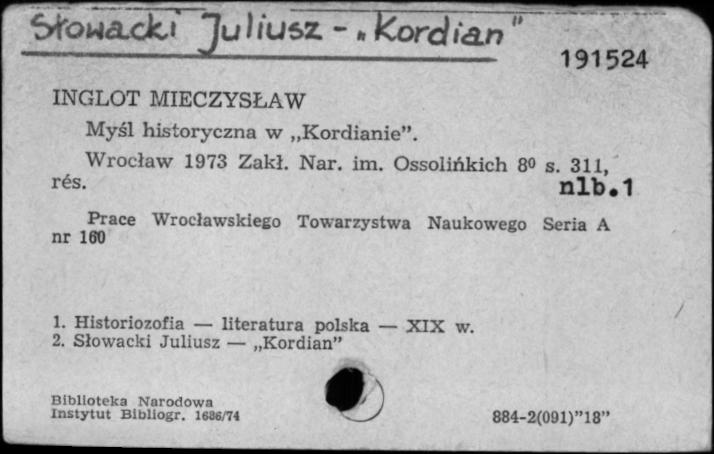 Słowacki Juliusz - „Kordian"
191524
INGLOT MIECZYSŁAW
Myśl historyczna w „Kordianie”.
Wrocław 1973 Zakł. Nar. im. Ossolińkich 8⁰ s. 311,
rés.
nlb.1
Prace Wrocławskiego Towarzystwa Naukowego Seria A
nr 160
1. Historiozofia — literatura polska — XIX w.
2. Słowacki Juliusz — „Kordian”
Biblioteka Narodowa
Instytut Bibliogr. 1686/74
884-2(091)”18”